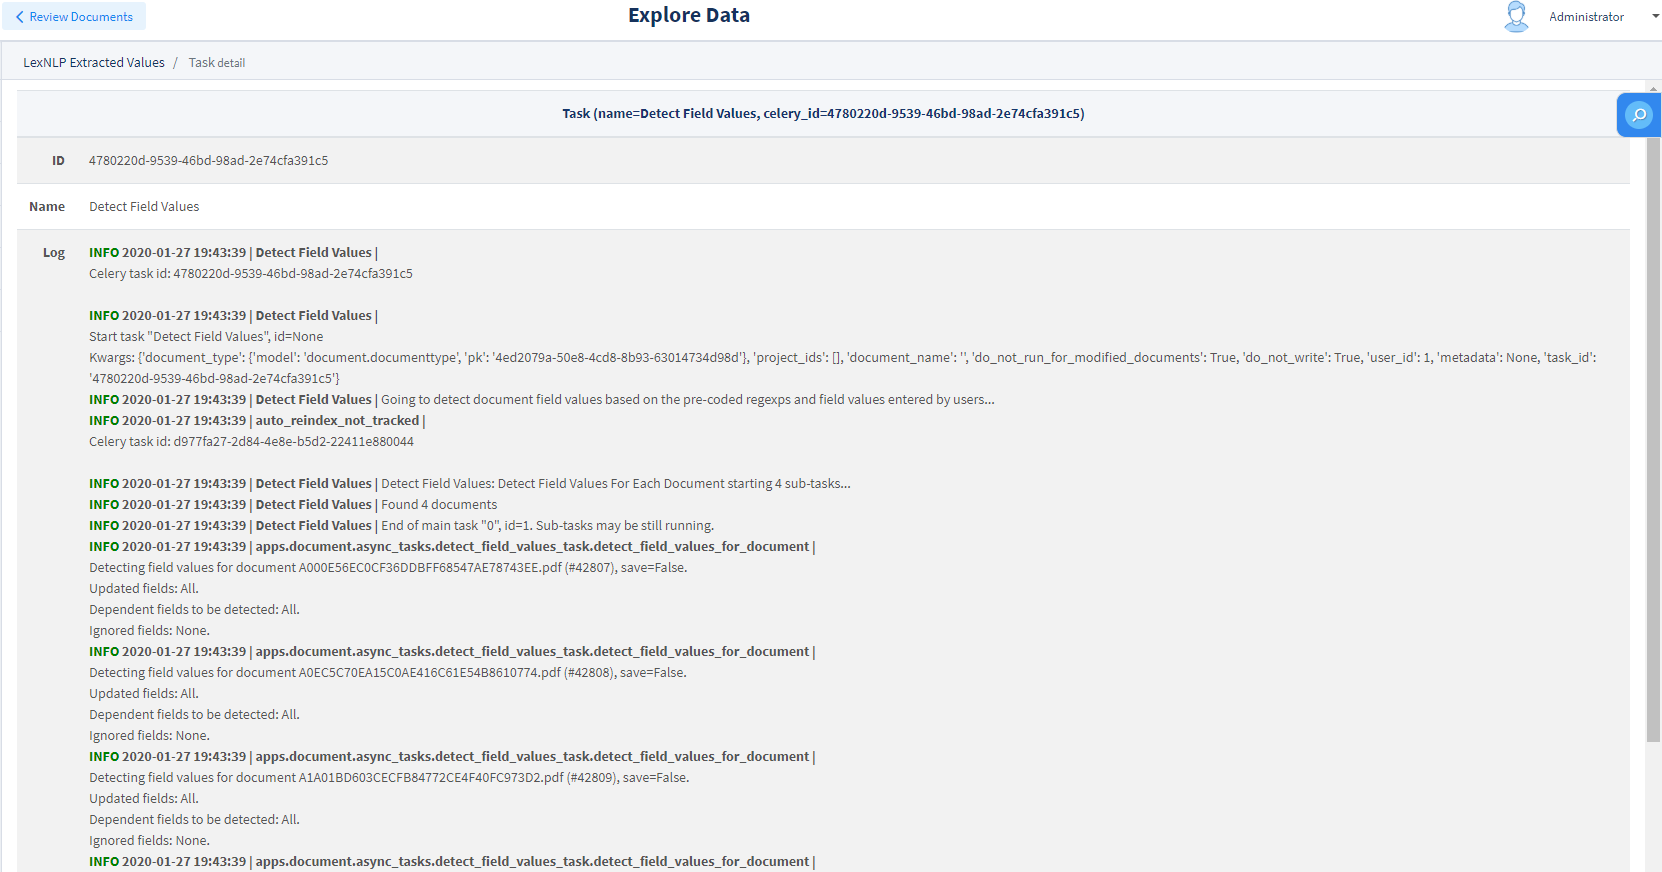 Review Documents
Explore Data
Administrator
LexNLP Extracted Values / Task detail
Task (name=Detect Field Values, celery_id=4780220d-9539-46bd-98ad-2e74cfa391c5)
ID 4780220d-9539-46bd-98ad-2e74cfa391c5
Name Detect Field Values
Log INFO 2020-01-27 19:43:39 | Detect Field Values |
Celery task id: 4780220d-9539-46bd-98ad-2e74cfa391c5
INFO 2020-01-27 19:43:39 | Detect Field Values |
Start task "Detect Field Values", id=None
Kwargs: {'document_type': {'model': 'document.documenttype', 'pk': '4ed2079a-50e8-4cd8-8b93-63014734d98d'}, 'project_ids': [], 'document_name': '', 'do_not_run_for_modified_documents': True, 'do_not_write': True, 'user_id': 1, 'metadata': None, 'task_id':
'4780220d-9539-46bd-98ad-2e74cfa391c5'}
INFO 2020-01-27 19:43:39 | Detect Field Values | Going to detect document field values based on the pre-coded regexps and field values entered by users...
INFO 2020-01-27 19:43:39 | auto_reindex_not_tracked |
Celery task id: d977fa27-2d84-4e8e-b5d2-22411e880044
INFO 2020-01-27 19:43:39 | Detect Field Values | Detect Field Values: Detect Field Values For Each Document starting 4 sub-tasks...
INFO 2020-01-27 19:43:39 | Detect Field Values | Found 4 documents
INFO 2020-01-27 19:43:39 | Detect Field Values | End of main task "0", id=1. Sub-tasks may be still running.
INFO 2020-01-27 19:43:39 | apps.document.async_tasks.detect_field_values_task.detect_field_values_for_document |
Detecting field values for document A000E56EC0CF36DDBFF68547AE78743EE.pdf (#42807), save=False.
Updated fields: All.
Dependent fields to be detected: All.
Ignored fields: None.
INFO 2020-01-27 19:43:39 | apps.document.async_tasks.detect_field_values_task.detect_field_values_for_document |
Detecting field values for document A0EC5C70EA15C0AE416C61E54B8610774.pdf (#42808), save=False.
Updated fields: All.
Dependent fields to be detected: All.
Ignored fields: None.
INFO 2020-01-27 19:43:39 | apps.document.async_tasks.detect_field_values_task.detect_field_values_for_document |
Detecting field values for document A1A01BD603CECFB84772CE4F40FC973D2.pdf (#42809), save=False.
Updated fields: All.
Dependent fields to be detected: All.
Ignored fields: None.
INFO 2020-01-27 19:43:39 | apps.document.async_tasks.detect_field_values_task.detect_field_values_for_document |